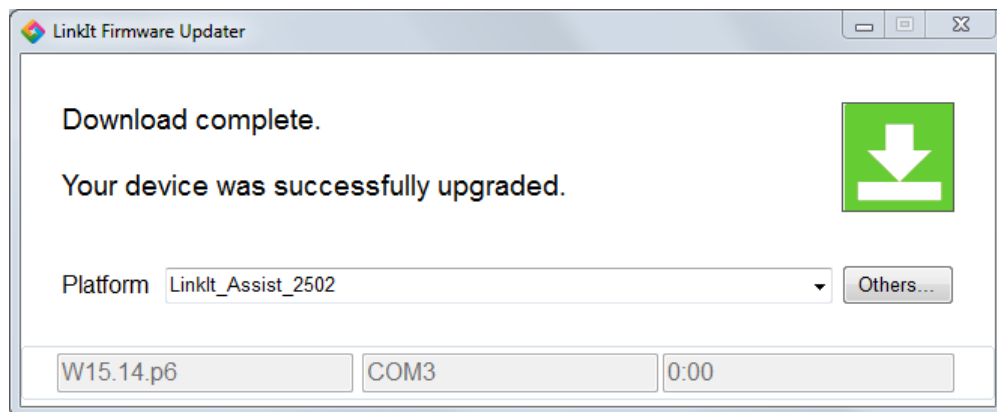 LinkIt Firmware Updater
Download complete.
Your device was successfully upgraded.
Platform LinkIt_Assist_2502 Others...
W15.14.p6 COM3 0:00